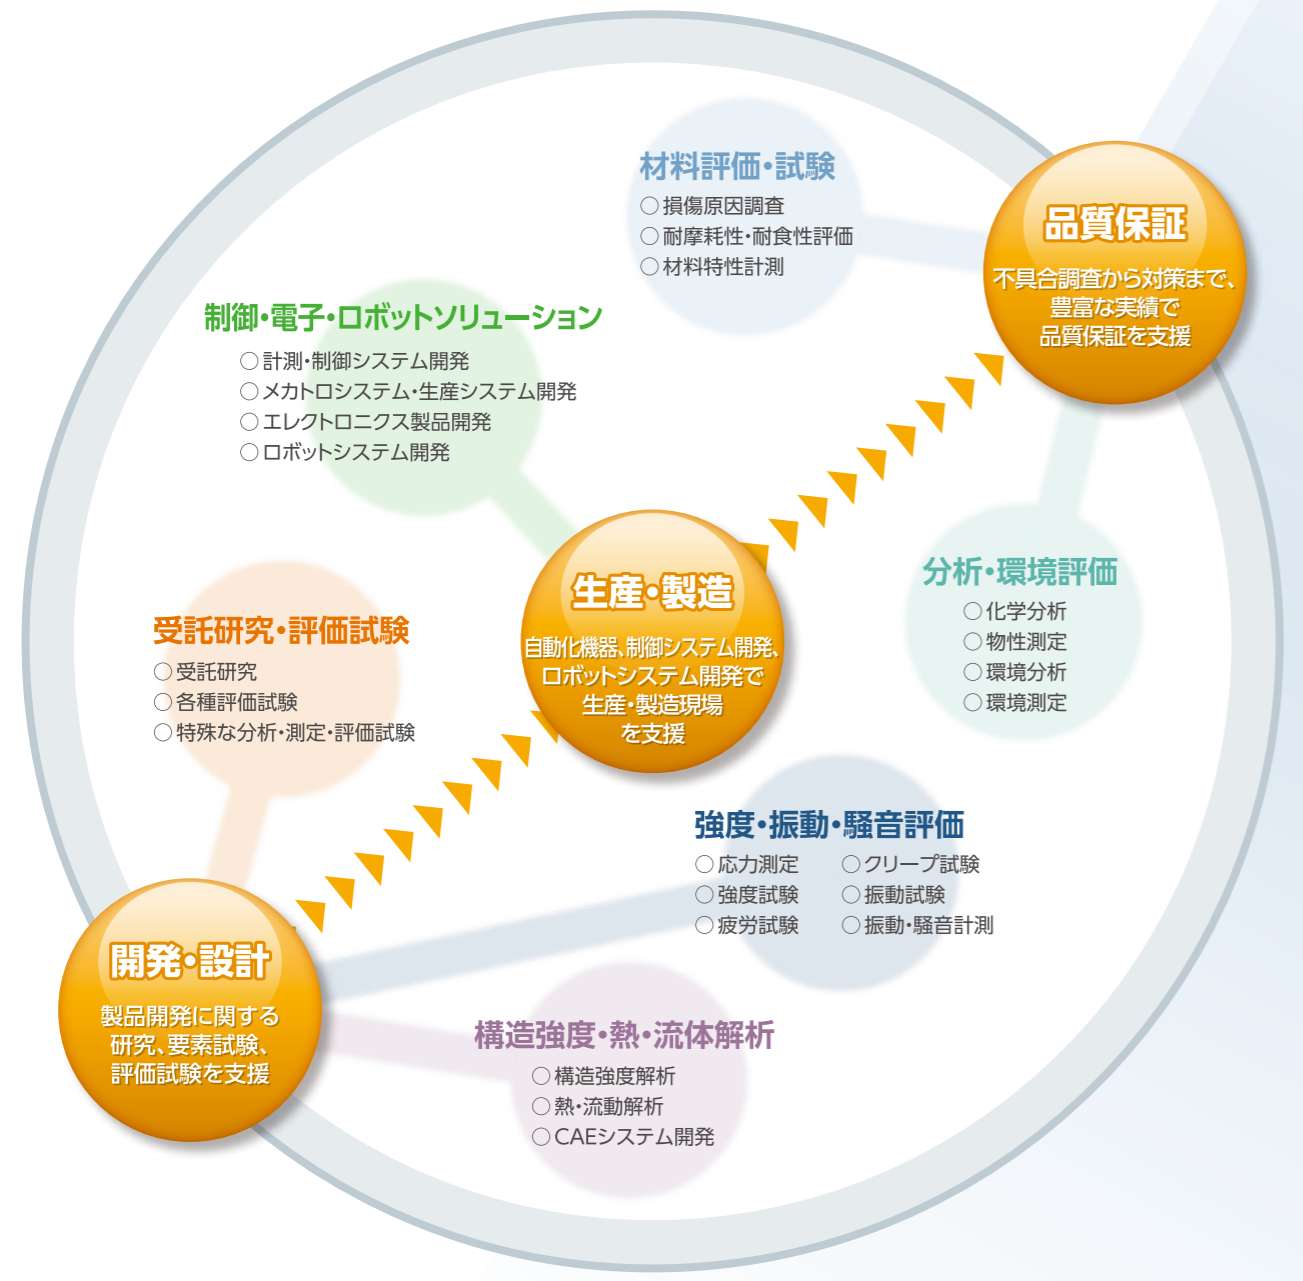 材料評価・試験
○損傷原因調査
○耐摩耗性・耐食性評価
○材料特性計測
品質保証
不具合調査から対策まで、
豊富な実績で
品質保証を支援
制御・電子・ロボットソリューション
○計測・制御システム開発
○メカトロシステム・生産システム開発
○エレクトロニクス製品開発
○ロボットシステム開発
生産・製造
自動化機器、制御システム開発、
ロボットシステム開発で
生産・製造現場
を支援
分析・環境評価
○化学分析
○物性測定
○環境分析
○環境測定
受託研究・評価試験
○受託研究
○各種評価試験
○特殊な分析・測定・評価試験
強度・振動・騒音評価
○応力測定 ○クリープ試験
○強度試験 ○振動試験
○疲労試験 ○振動・騒音計測
開発・設計
製品開発に関する
研究、要素試験、
評価試験を支援
構造強度・熱・流体解析
○構造強度解析
○熱・流動解析
○CAEシステム開発